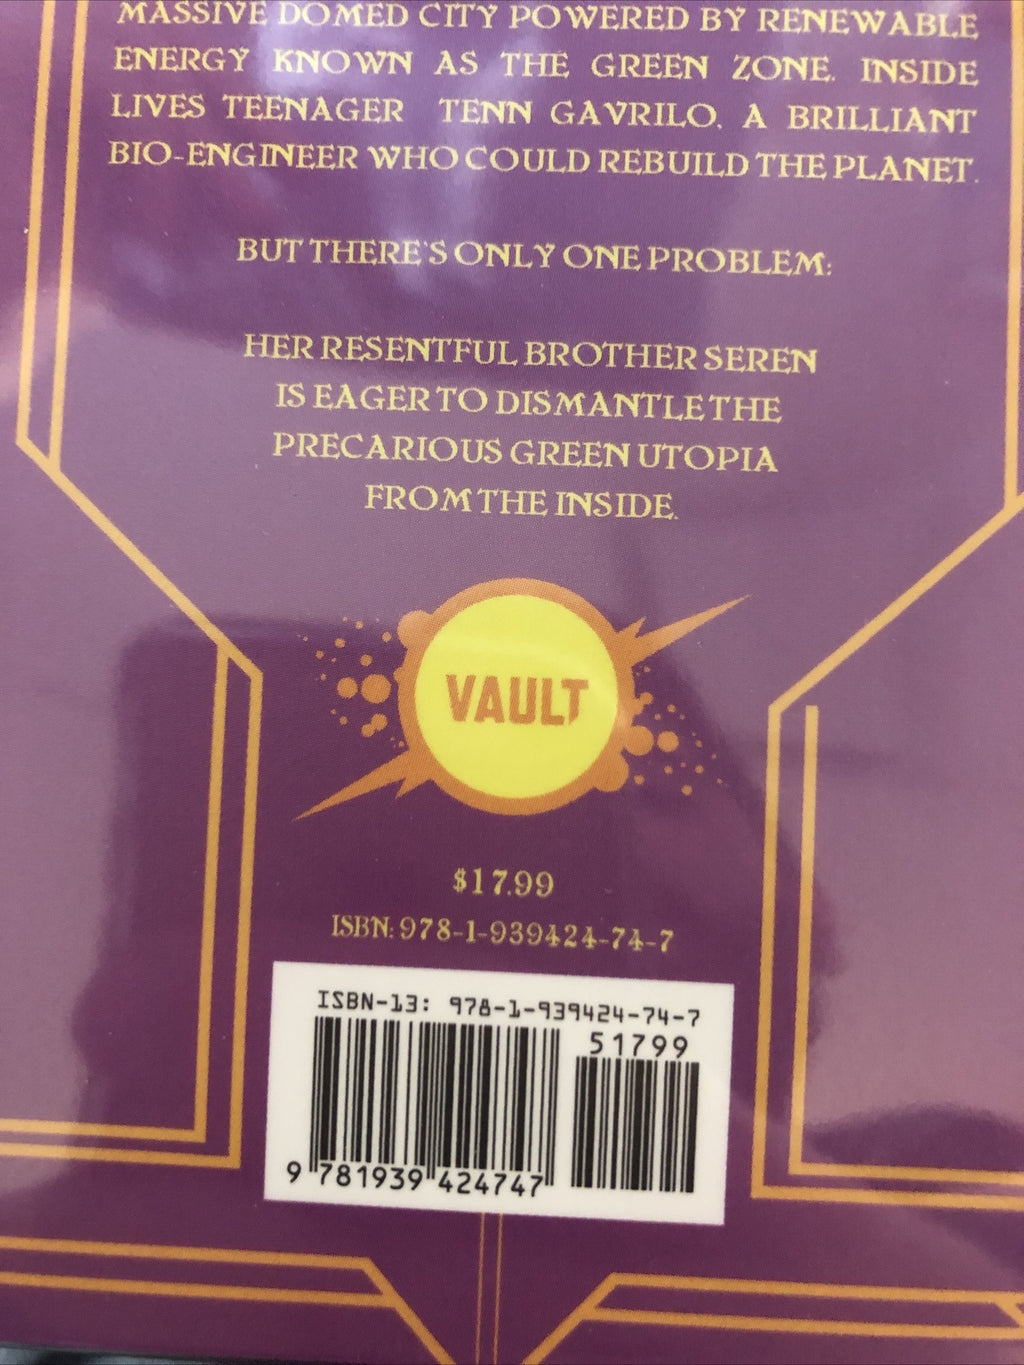 MASSIVE DOMED CITY POWERED BY RENEWABLE
ENERGY KNOWN AS THE GREEN ZONE. INSIDE
LIVES TEENAGER TENN GAVRILO, A BRILLIANT
BIO-ENGINEER WHO COULD REBUILD THE PLANET.
BUT THERE'S ONLY ONE PROBLEM:
HER RESENTFUL BROTHER SEREN
IS EAGER TO DISMANTLE THE
PRECARIOUS GREEN UTOPIA
FROM THE INSIDE.
VAULT
$17.99
ISBN: 978-1-939424-74-7
ISBN-13: 978-1-939424-74-7
51799
9 781939 424747